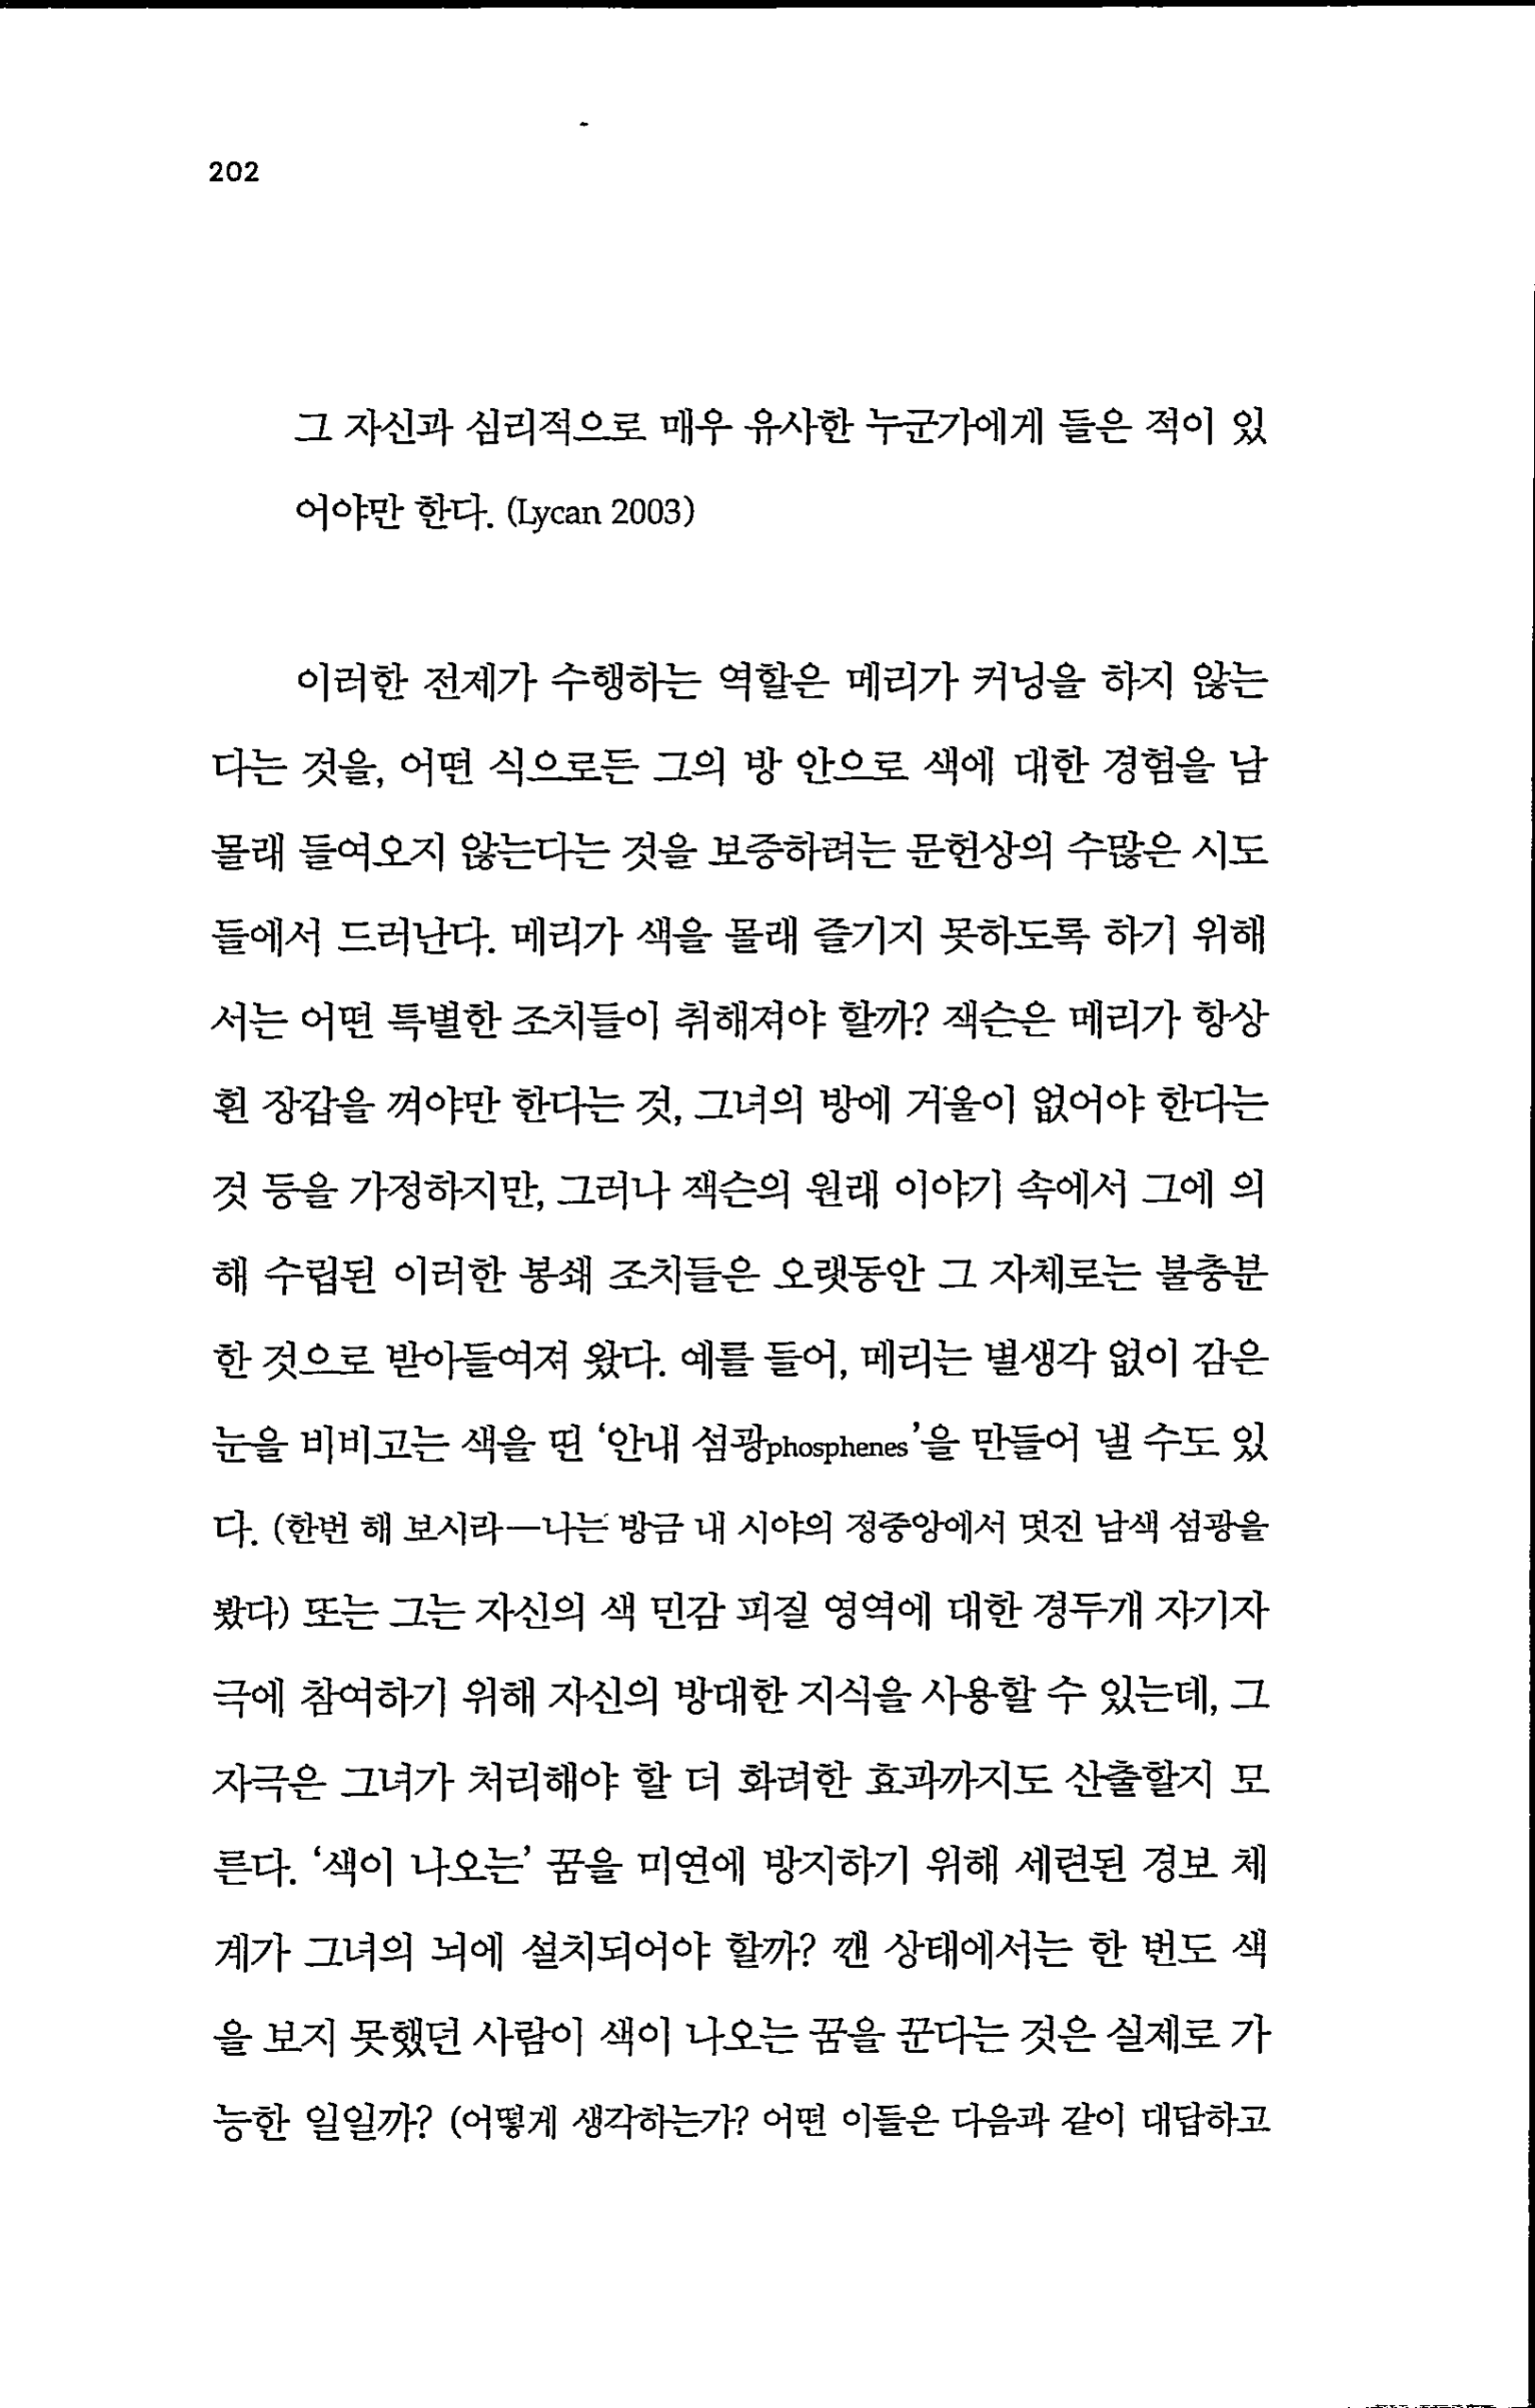 202
그 자신과 심리적으로 매우 유사한 누군가에게 들은 적이 있
어야만 한다. (Lycan 2003)
이러한 전제가 수행하는 역할은 메리가 커닝을 하지 않는
다는 것을, 어떤 식으로든 그의 방 안으로 색에 대한 경험을 남
몰래 들여오지 않는다는 것을 보증하려는 문헌상의 수많은 시도
들에서 드러난다. 메리가 색을 몰래 즐기지 못하도록 하기 위해
서는 어떤 특별한 조치들이 취해져야 할까? 잭슨은 메리가 항상
흰 장갑을 껴야만 한다는 것, 그녀의 방에 거울이 없어야 한다는
것 등을 가정하지만, 그러나 잭슨의 원래 이야기 속에서 그에 의
해 수립된 이러한 봉쇄 조치들은 오랫동안 그 자체로는 불충분
한 것으로 받아들여져 왔다. 예를 들어, 메리는 별생각 없이 감은
눈을 비비고는 색을 띤 ‘안내 섬광phosphenes’을 만들어 낼 수도 있
다. (한번 해 보시라—나는 방금 내 시야의 정중앙에서 멋진 남색 섬광을
봤다) 또는 그는 자신의 색 민감 피질 영역에 대한 경두개 자기자
극에 참여하기 위해 자신의 방대한 지식을 사용할 수 있는데, 그
자극은 그녀가 처리해야 할 더 화려한 효과까지도 산출할지 모
른다. ‘색이 나오는’ 꿈을 미연에 방지하기 위해 세련된 경보 체
계가 그녀의 뇌에 설치되어야 할까? 깬 상태에서는 한 번도 색
을 보지 못했던 사람이 색이 나오는 꿈을 꾼다는 것은 실제로 가
능한 일일까? (어떻게 생각하는가? 어떤 이들은 다음과 같이 대답하고